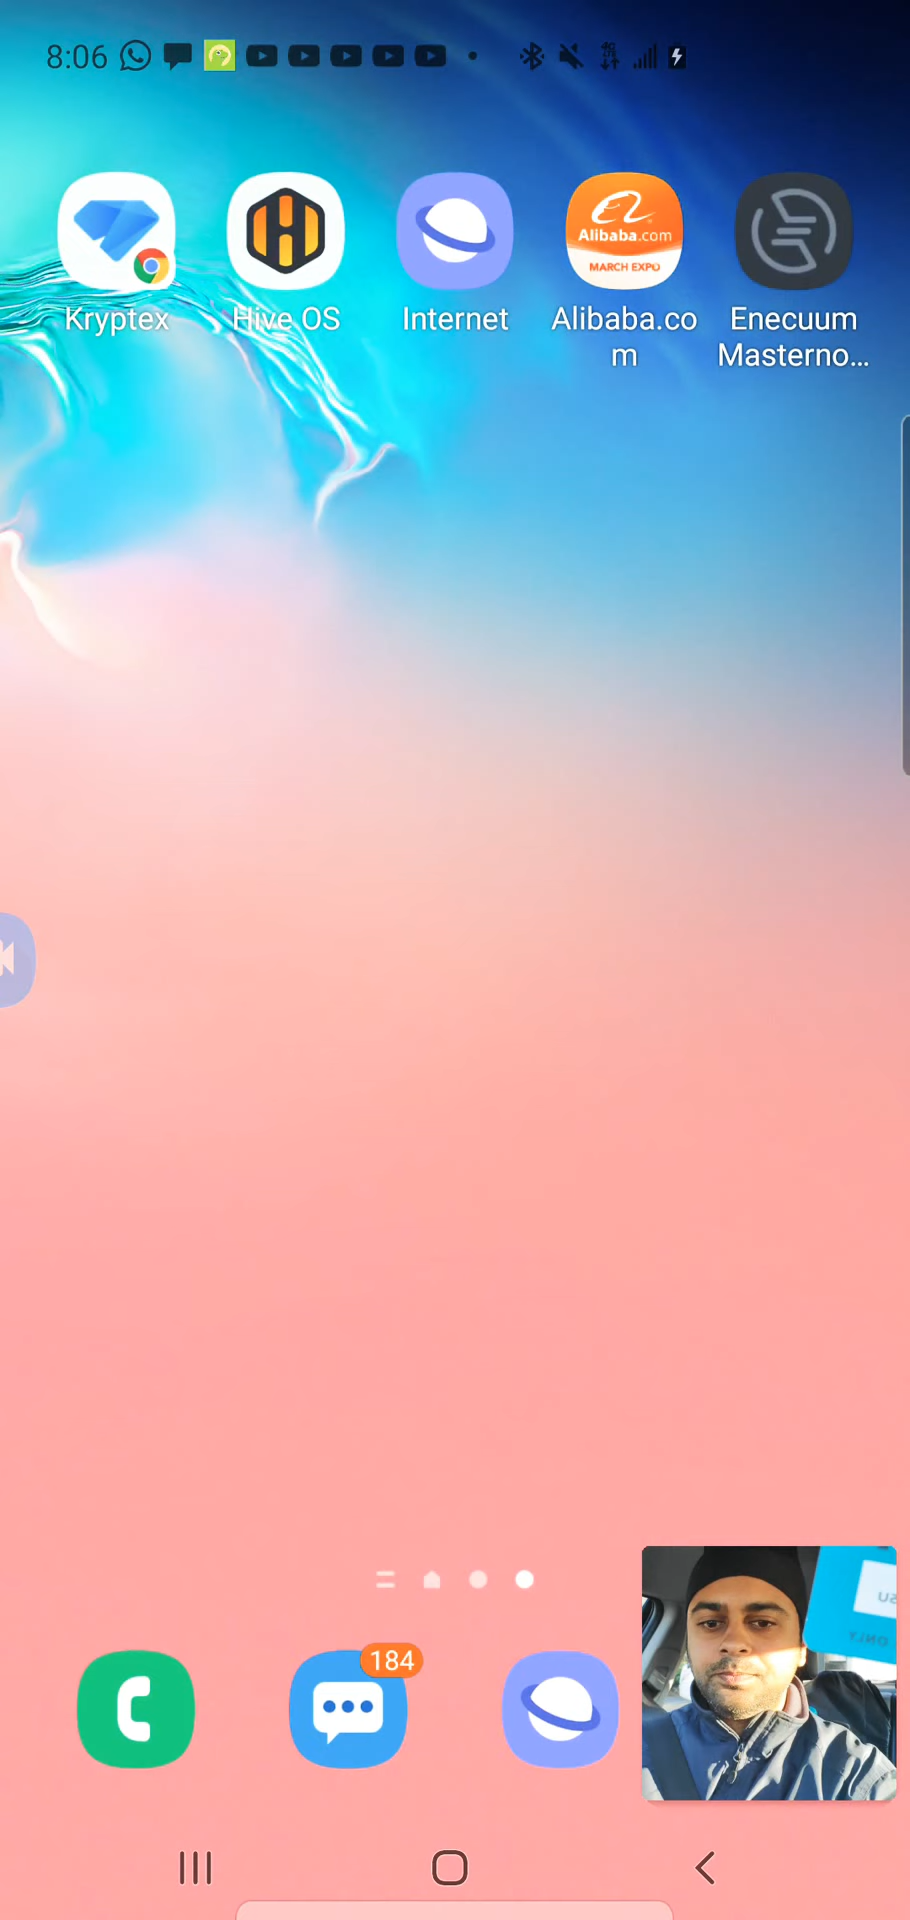 8:06
Alibaba.com
MARCH EXPO
Kryptex
Hive OS
Internet
Alibaba.co
m
Enecuum
Masterno...
184